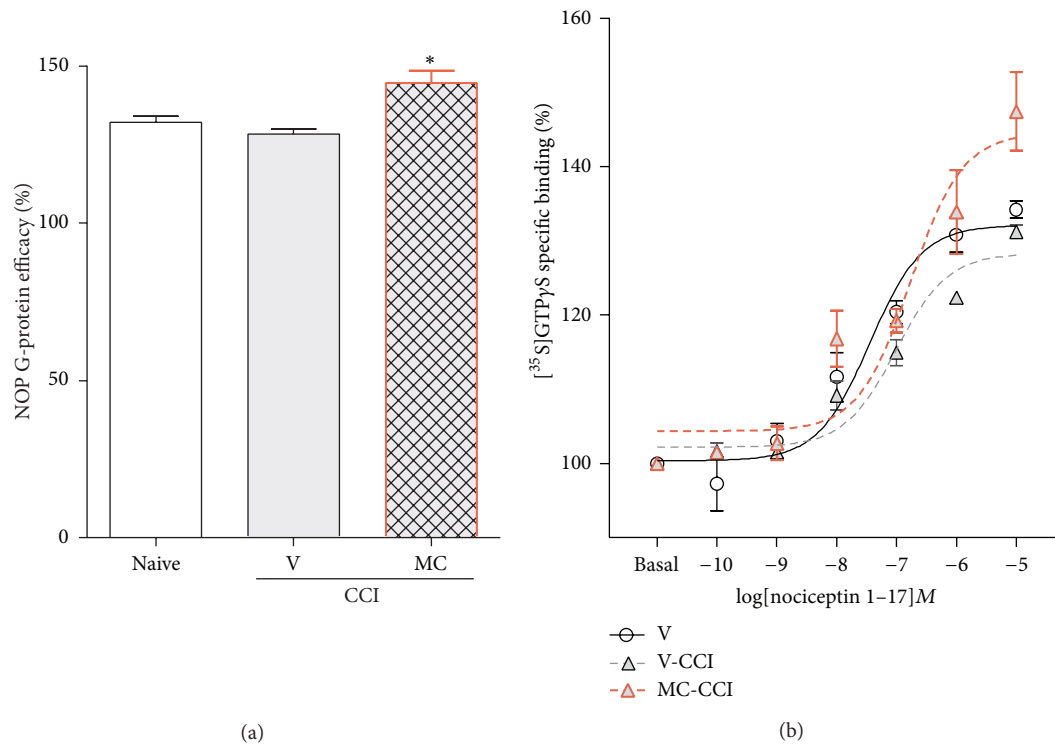 (a)
150
100
50
0
NOP G-protein efficacy (%)
*
Naive
V
MC
CCI
160
140
120
100
[³⁵S]GTPγS specific binding (%)
Basal −10 −9 −8 −7 −6 −5
log[nociceptin 1–17]M
V
V-CCI
MC-CCI
(a)
(b)